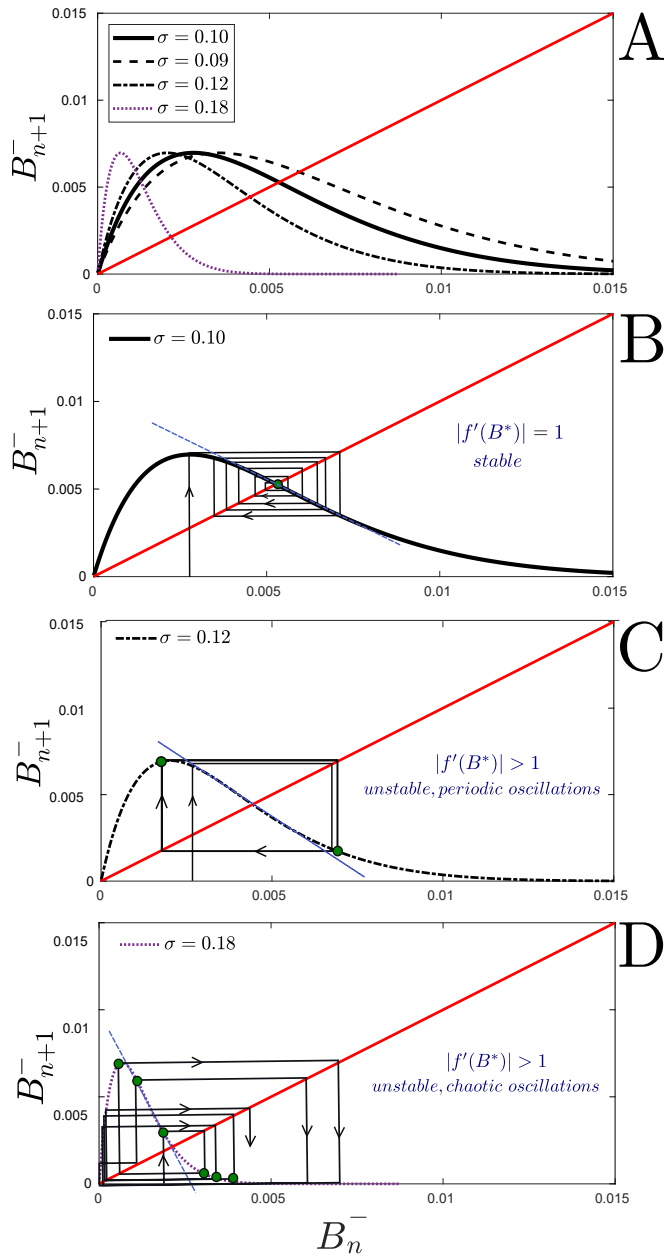 A
σ = 0.10
σ = 0.09
σ = 0.12
σ = 0.18
0.015
0.01
0.005
0
B⁻ₙ₊₁
0
0.005
0.01
0.015
B
σ = 0.10
0.015
0.01
0.005
0
B⁻ₙ₊₁
|f′(B*)| = 1
stable
0
0.005
0.01
0.015
C
σ = 0.12
0.015
0.01
0.005
0
B⁻ₙ₊₁
|f′(B*)| > 1
unstable, periodic oscillations
0
0.005
0.01
0.015
D
σ = 0.18
0.015
0.01
0.005
0
B⁻ₙ₊₁
|f′(B*)| > 1
unstable, chaotic oscillations
0
0.005
0.01
0.015
B⁻ₙ